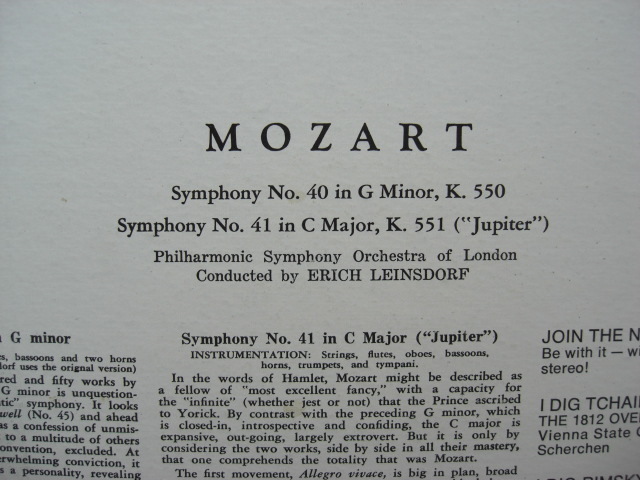 MOZART
Symphony No. 40 in G Minor, K. 550
Symphony No. 41 in C Major, K. 551 ("Jupiter")
Philharmonic Symphony Orchestra of London
Conducted by ERICH LEINSDORF
G minor
bassoons and two horns
uses the orignal version)
and fifty works by
G minor is unquestion-
symphony. It looks
(No. 45) and ahead
as a confession of unmis-
to a multitude of others
excluded. At
conviction, it
a personality, revealing
Symphony No. 41 in C Major ("Jupiter")
INSTRUMENTATION: Strings, flutes, oboes, bassoons,
horns, trumpets, and tympani.
In the words of Hamlet, Mozart might be described as
a fellow of "most excellent fancy," with a capacity for
the "infinite" (whether jest or not) that the Prince ascribed
to Yorick. By contrast with the preceding G minor, which
is closed-in, introspective and confiding, the C major is
expansive, out-going, largely extrovert. But it is only by
considering the two works, side by side in all their mastery,
that one comprehends the totality that was Mozart.
The first movement, Allegro vivace, is big in plan, broad
JOIN THE N
Be with it — wi
stereo!
I DIG TCHAI
THE 1812 OVER
Vienna State O
Scherchen